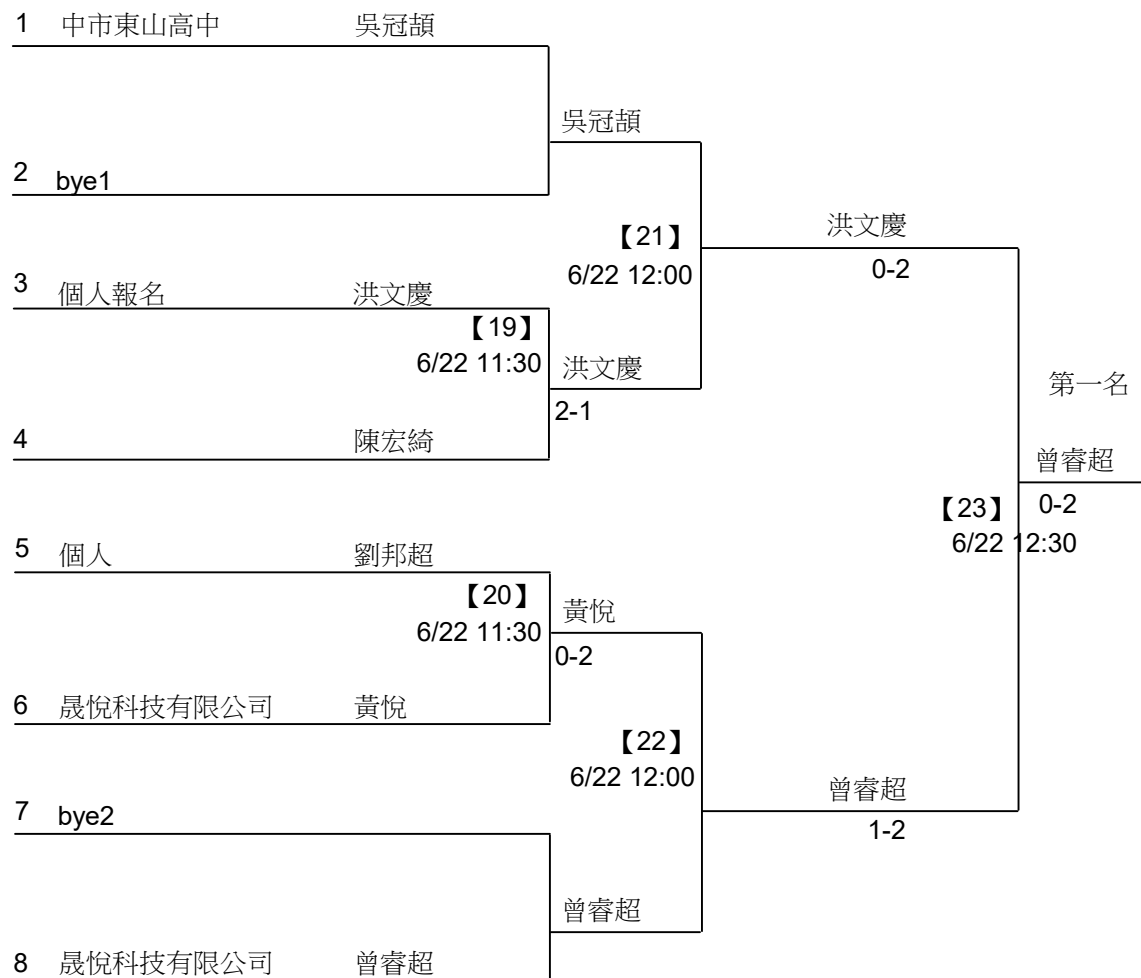 1 中市東山高中 吳冠頡
吳冠頡
2 bye1
【21】
6/22 12:00
洪文慶
0-2
3 個人報名 洪文慶
【19】
6/22 11:30
洪文慶
2-1
第一名
4 陳宏綺
曾睿超
0-2
【23】
6/22 12:30
5 個人 劉邦超
【20】
6/22 11:30
黃悅
0-2
6 晟悅科技有限公司 黃悅
【22】
6/22 12:00
曾睿超
1-2
7 bye2
曾睿超
8 晟悅科技有限公司 曾睿超